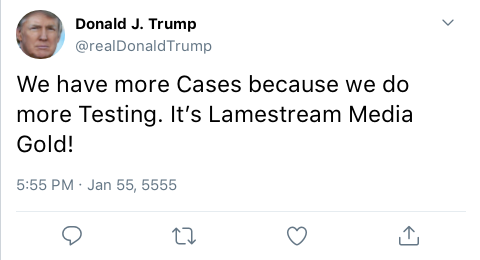 Donald J. Trump
@realDonaldTrump
We have more Cases because we do
more Testing. It’s Lamestream Media
Gold!
5:55 PM · Jan 55, 5555